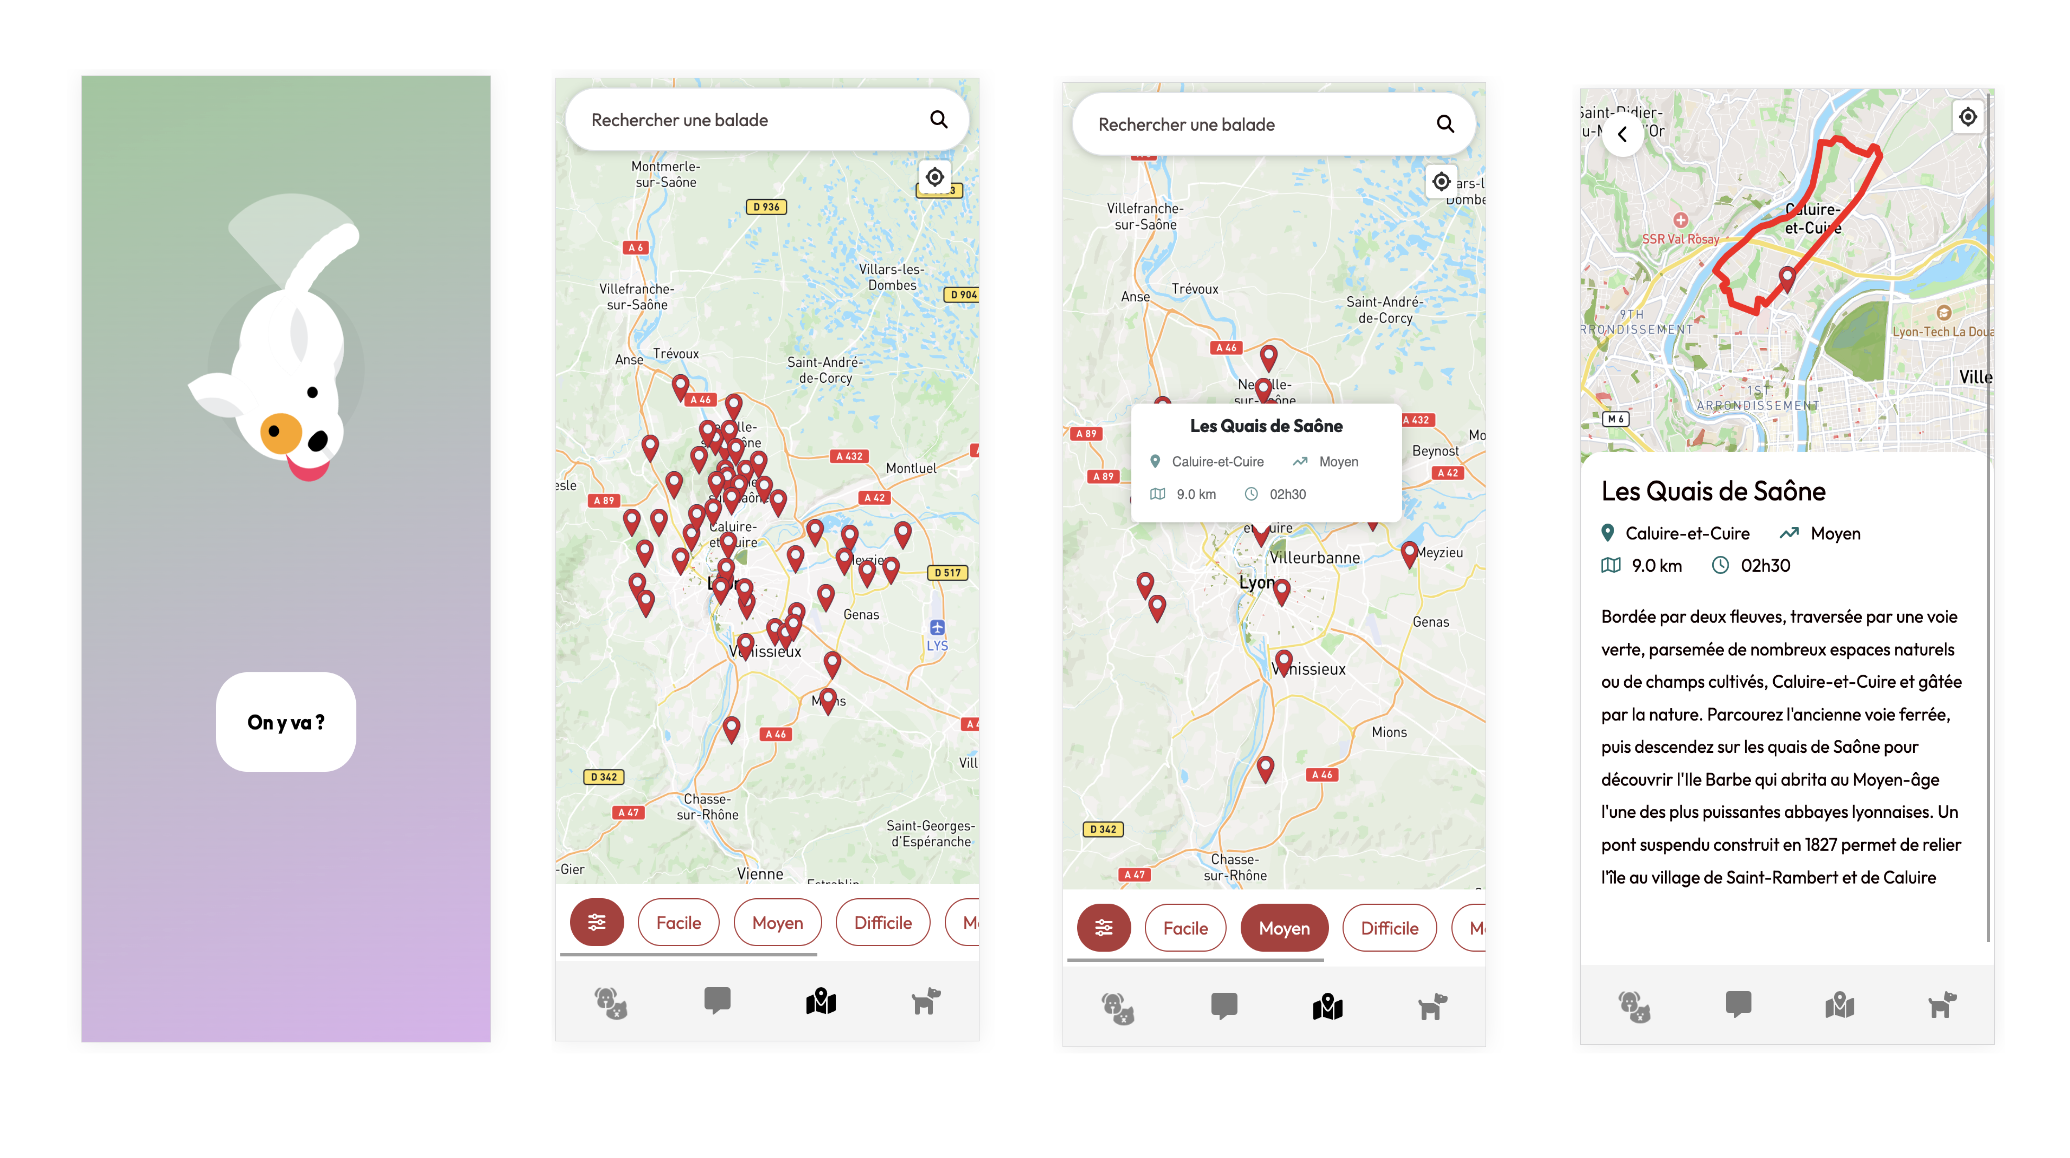 On y va ?
Rechercher une balade
Montmerle-
sur-Saône
D 936
A 6
Villars-les-
Dombes
Villefranche-
sur-Saône
D 904
Anse
Trévoux
Saint-André-
de-Corcy
A 46
A 432
Montluel
A 89
A 42
Caluire-
et-Cuire
D 517
Genas
LYS
Vénissieux
Mions
A 46
D 342
Vill
A 47
Chasse-
sur-Rhône
Saint-Georges-
d'Espéranche
-Gier
Vienne
Facile
Moyen
Difficile
Rechercher une balade
Villefranche-
sur-Saône
Anse
Trévoux
Saint-André-
de-Corcy
A 46
A 432
A 89
Beynost
A 89
A 42
Les Quais de Saône
Caluire-et-Cuire
Moyen
9.0 km
02h30
Villeurbanne
Meyzieu
Lyon
Genas
Vénissieux
Mions
A 46
D 342
Chasse-
sur-Rhône
A 47
Facile
Moyen
Difficile
Saint-Didier-
Caluire-
et-Cuire
SSR Val Rosay
9TH
ARRONDISSEMENT
Lyon-Tech La Doua
1ST
ARRONDISSEMENT
Ville
M 6
Les Quais de Saône
Caluire-et-Cuire
Moyen
9.0 km
02h30
Bordée par deux fleuves, traversée par une voie
verte, parsemée de nombreux espaces naturels
ou de champs cultivés, Caluire-et-Cuire et gâtée
par la nature. Parcourez l'ancienne voie ferrée,
puis descendez sur les quais de Saône pour
découvrir l'Ile Barbe qui abrita au Moyen-âge
l'une des plus puissantes abbayes lyonnaises. Un
pont suspendu construit en 1827 permet de relier
l'île au village de Saint-Rambert et de Caluire